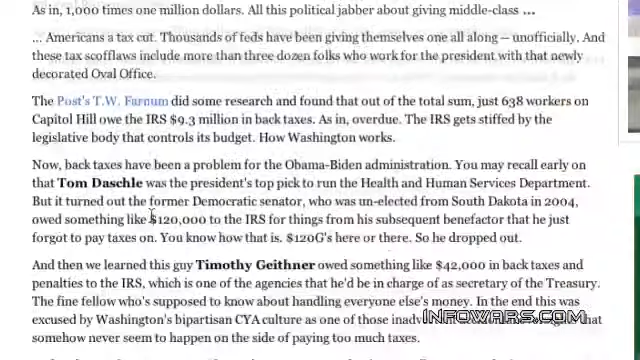 As in, 1,000 times one million dollars. All this political jabber about giving middle-class ...
... Americans a tax cut. Thousands of feds have been giving themselves one all along — unofficially. And
these tax scofflaws include more than three dozen folks who work for the president with that newly
decorated Oval Office.
The Post's T.W. Farnum did some research and found that out of the total sum, just 638 workers on
Capitol Hill owe the IRS $9.3 million in back taxes. As in, overdue. The IRS gets stiffed by the
legislative body that controls its budget. How Washington works.
Now, back taxes have been a problem for the Obama-Biden administration. You may recall early on
that Tom Daschle was the president's top pick to run the Health and Human Services Department.
But it turned out the former Democratic senator, who was un-elected from South Dakota in 2004,
owed something like $120,000 to the IRS for things from his subsequent benefactor that he just
forgot to pay taxes on. You know how that is. $120G's here or there. So he dropped out.
And then we learned this guy Timothy Geithner owed something like $42,000 in back taxes and
penalties to the IRS, which is one of the agencies that he'd be in charge of as secretary of the Treasury.
The fine fellow who's supposed to know about handling everyone else's money. In the end this was
excused by Washington's bipartisan CYA culture as one of those that
INFOWARS.COM
somehow never seem to happen on the side of paying too much taxes.